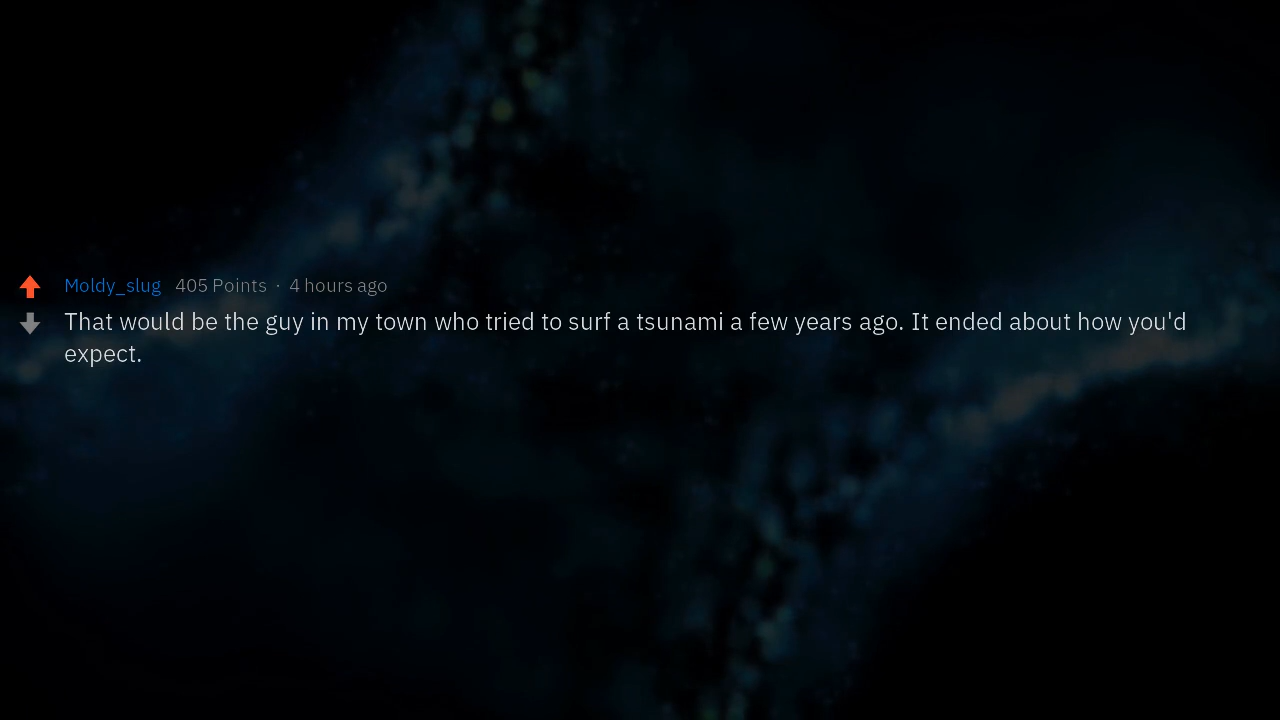 Moldy_slug 405 Points · 4 hours ago
That would be the guy in my town who tried to surf a tsunami a few years ago. It ended about how you'd
expect.